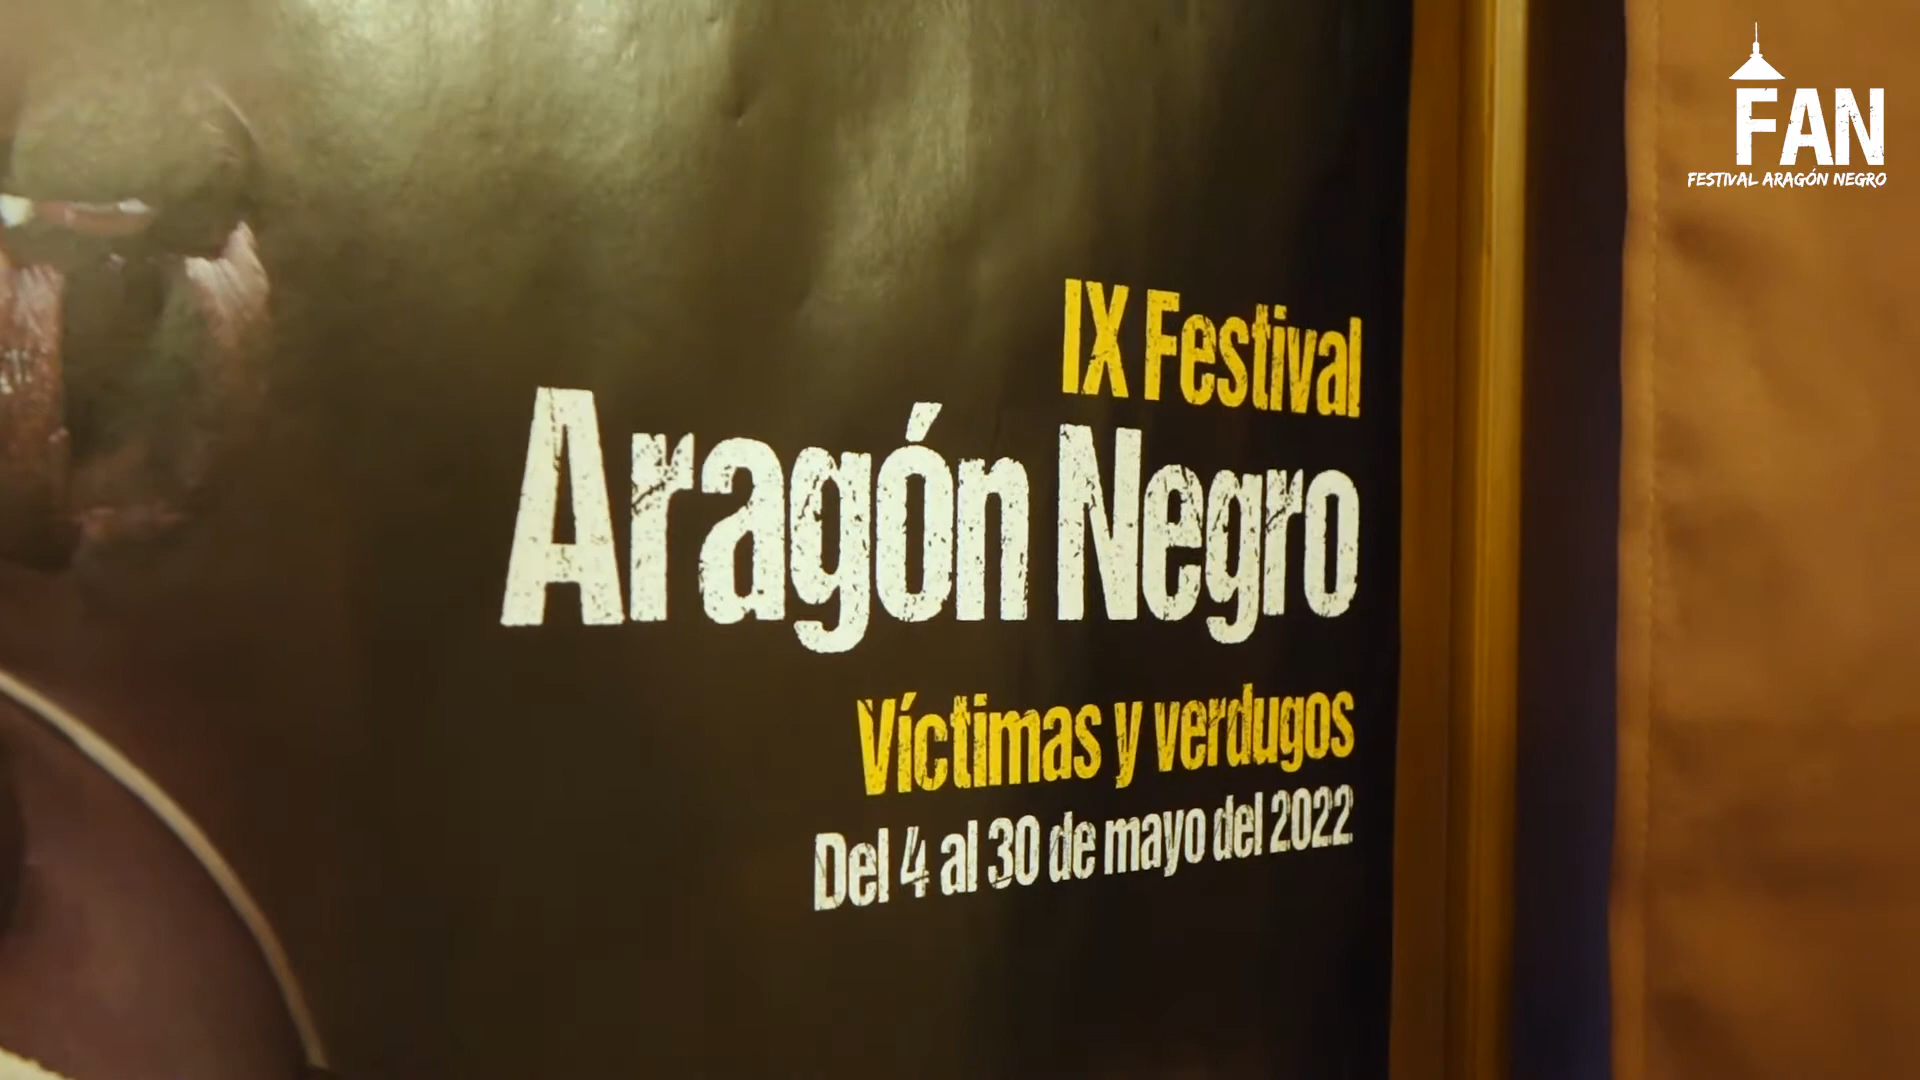 FAN
FESTIVAL ARAGÓN NEGRO
IX Festival
Aragón Negro
Víctimas y verdugos
Del 4 al 30 de mayo del 2022